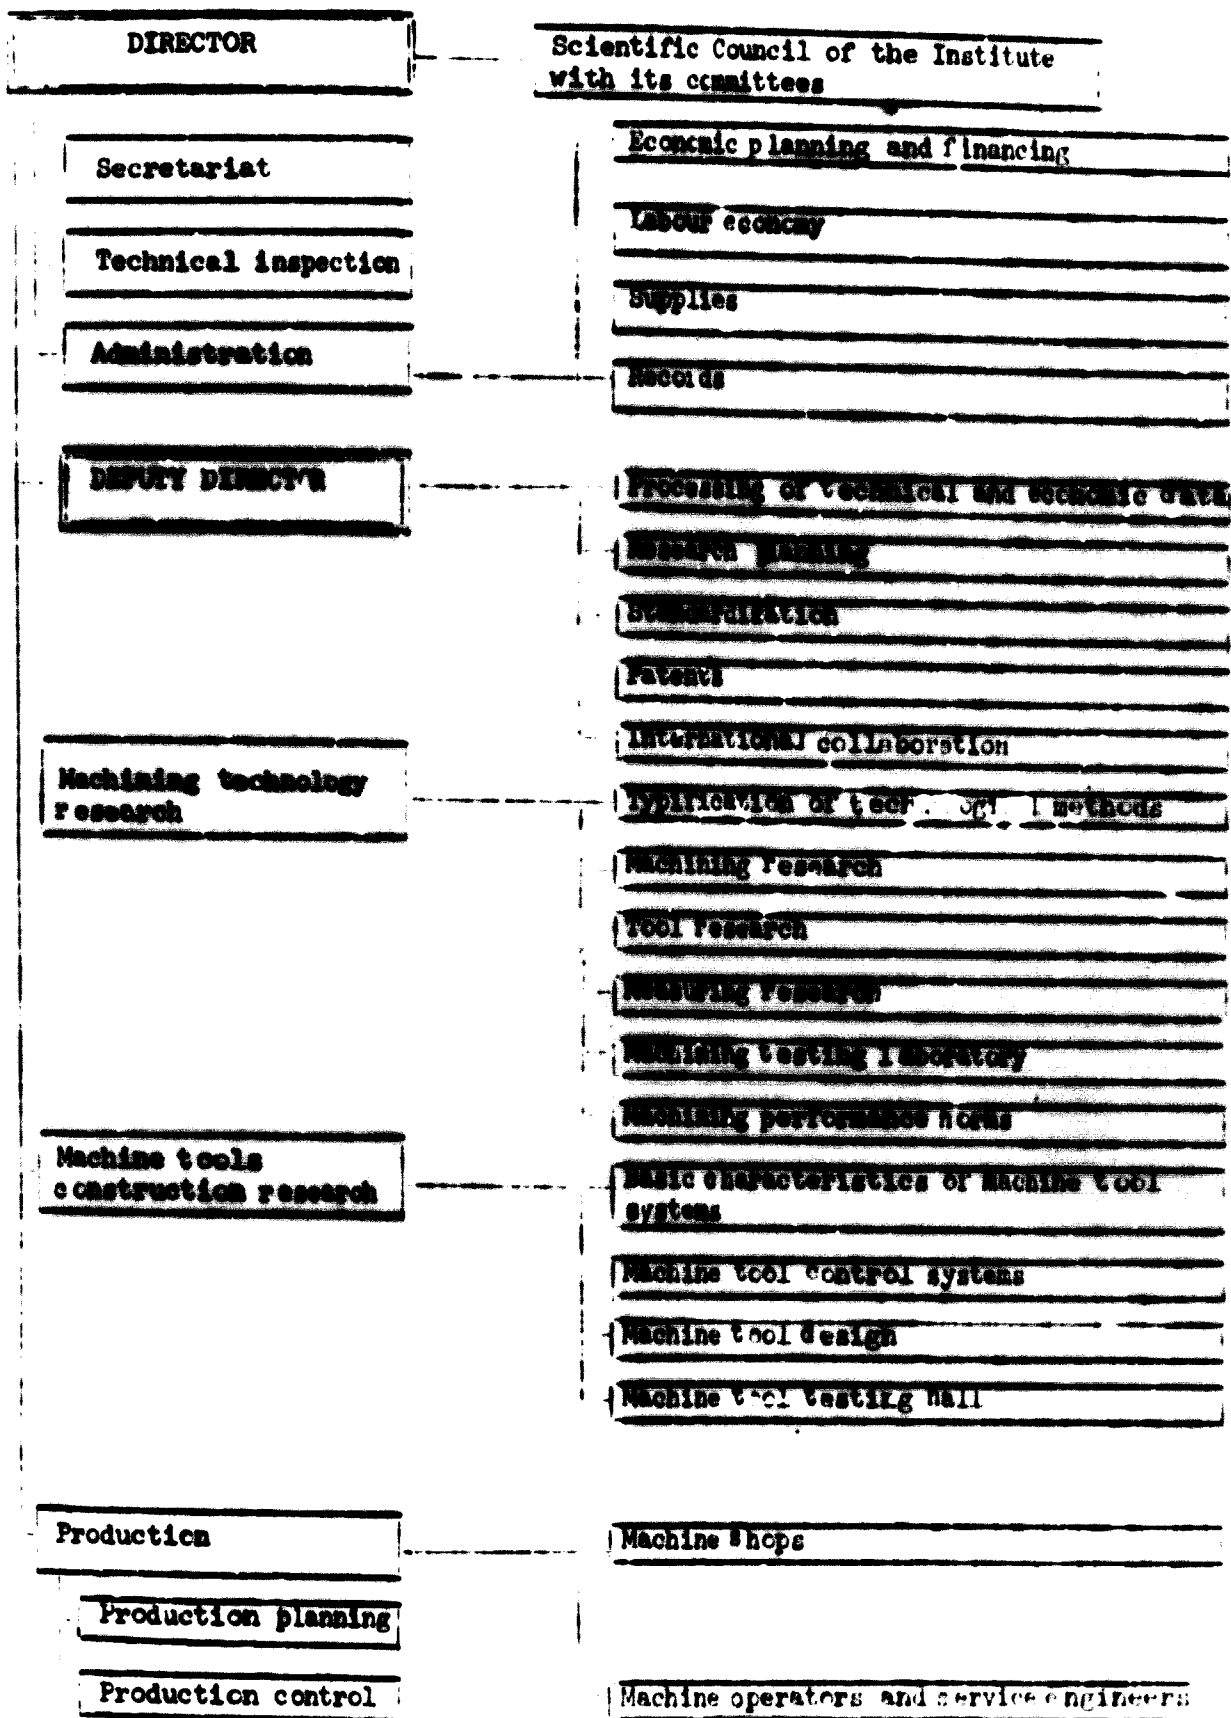 DIRECTOR
Scientific Council of the Institute
with its committees
Secretariat
Technical inspection
Administration
Economic planning and financing
Labour economy
Supplies
Records
DEPUTY DIRECTOR
Processing of technical and economic data
Research planning
Standardization
Patents
International collaboration
Machining technology
research
Typification of technological methods
Machining research
Tool research
Measuring research
Machining testing laboratory
Machining performance norms
Machine tools
construction research
Basic characteristics of machine tool
systems
Machine tool control systems
Machine tool design
Machine tool testing hall
Production
Production planning
Production control
Machine shops
Machine operators and service engineers